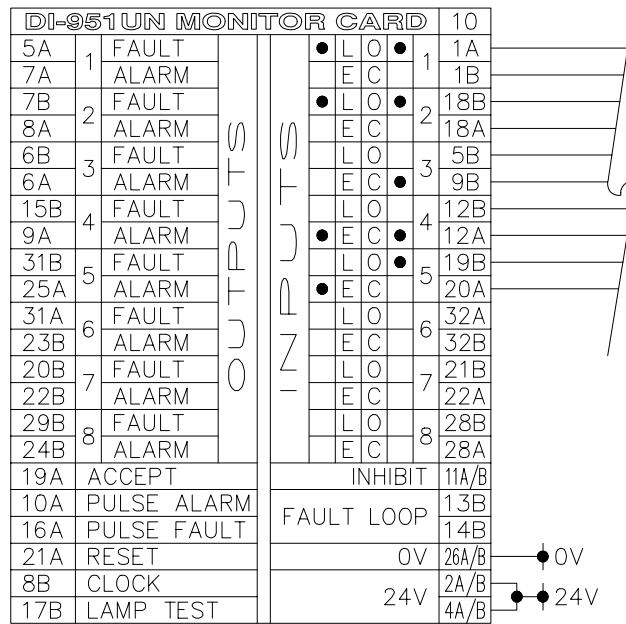 DI-951UN MONITOR CARD 10
5A 1 FAULT L O 1 1A
7A ALARM E C 1B
7B 2 FAULT L O 2 18B
8A ALARM E C 18A
6B 3 FAULT L O 3 5B
6A ALARM E C 9B
15B 4 FAULT L O 4 12B
9A ALARM E C 12A
31B 5 FAULT L O 5 19B
25A ALARM E C 20A
31A 6 FAULT L O 6 32A
23B ALARM E C 32B
20B 7 FAULT L O 7 21B
22B ALARM E C 22A
29B 8 FAULT L O 8 28B
24B ALARM E C 28A
OUTPUTS
INPUTS
19A ACCEPT INHIBIT 11A/B
10A PULSE ALARM FAULT LOOP 13B
16A PULSE FAULT 14B
21A RESET 0V 26A/B 0V
8B CLOCK 24V 2A/B 24V
17B LAMP TEST 4A/B